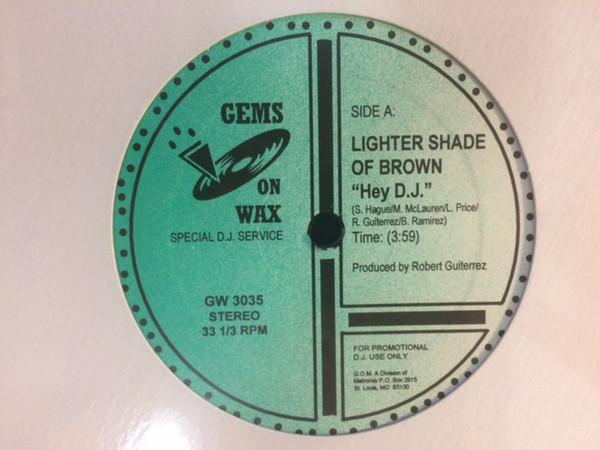 GEMS
ON
WAX
SPECIAL D.J. SERVICE
GW 3035
STEREO
33 1/3 RPM
SIDE A:
LIGHTER SHADE
OF BROWN
"Hey D.J."
(S. Hague/M. McLauren/L. Price/
R. Guiterrez/B. Ramirez)
Time: (3:59)
Produced by Robert Guiterrez
FOR PROMOTIONAL
D.J. USE ONLY
G.O.M. A Division of
Metromix P.O. Box 2915
St. Louis, MO 63130